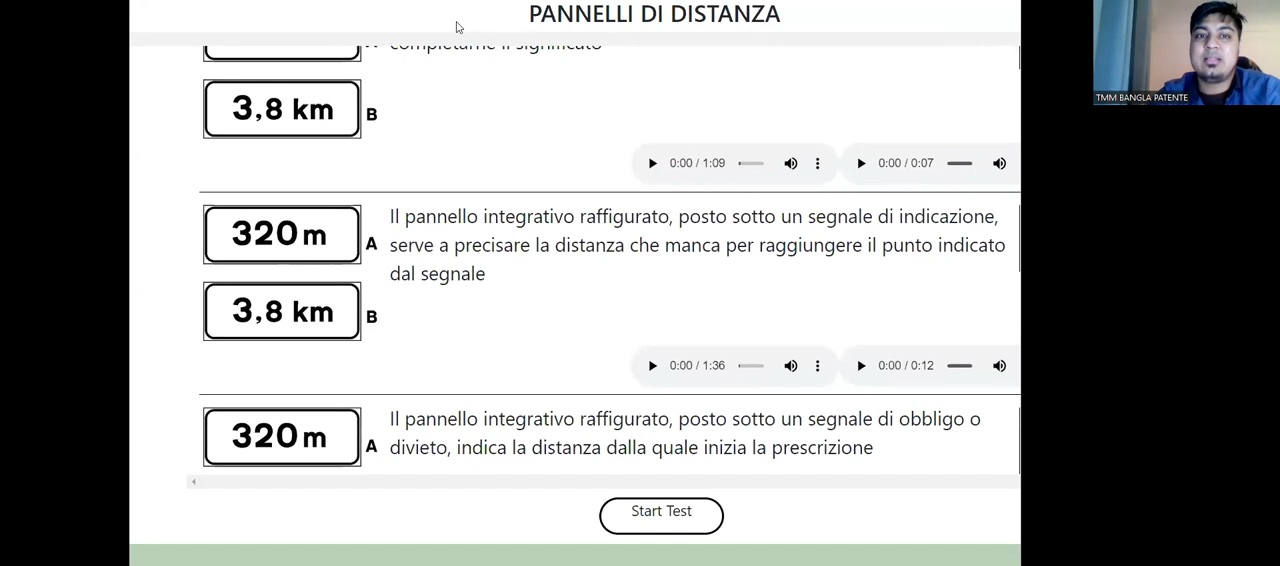 PANNELLI DI DISTANZA
completarne il significato
3,8 km
B
0:00 / 1:09
0:00 / 0:07
320 m
A
Il pannello integrativo raffigurato, posto sotto un segnale di indicazione,
serve a precisare la distanza che manca per raggiungere il punto indicato
dal segnale
3,8 km
B
0:00 / 1:36
0:00 / 0:12
320 m
A
Il pannello integrativo raffigurato, posto sotto un segnale di obbligo o
divieto, indica la distanza dalla quale inizia la prescrizione
Start Test
TMM BANGLA PATENTE